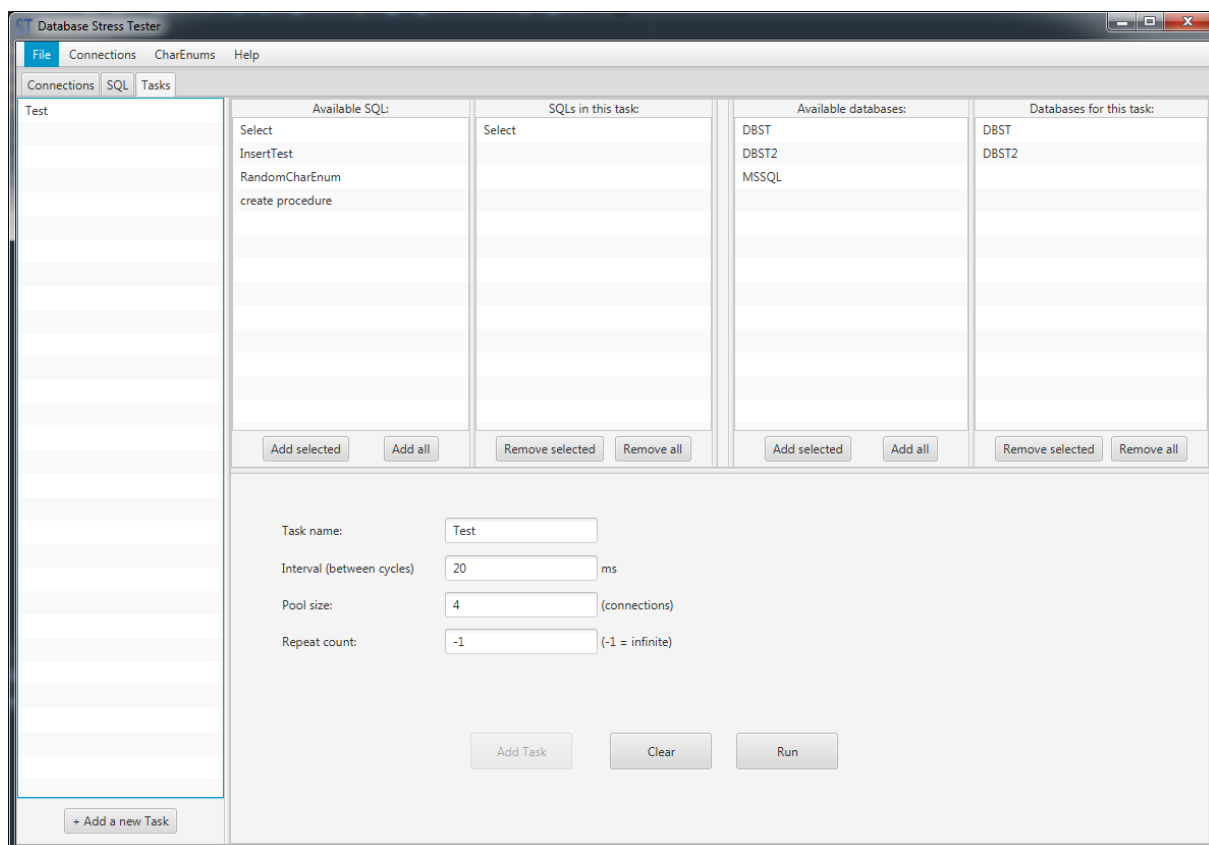 ST Database Stress Tester
File Connections CharEnums Help
Connections SQL Tasks
Test
Available SQL:
Select
InsertTest
RandomCharEnum
create procedure
Add selected Add all
SQLs in this task:
Select
Remove selected Remove all
Available databases:
DBST
DBST2
MSSQL
Add selected Add all
Databases for this task:
DBST
DBST2
Remove selected Remove all
Task name: Test
Interval (between cycles) 20 ms
Pool size: 4 (connections)
Repeat count: -1 (-1 = infinite)
Add Task Clear Run
+ Add a new Task